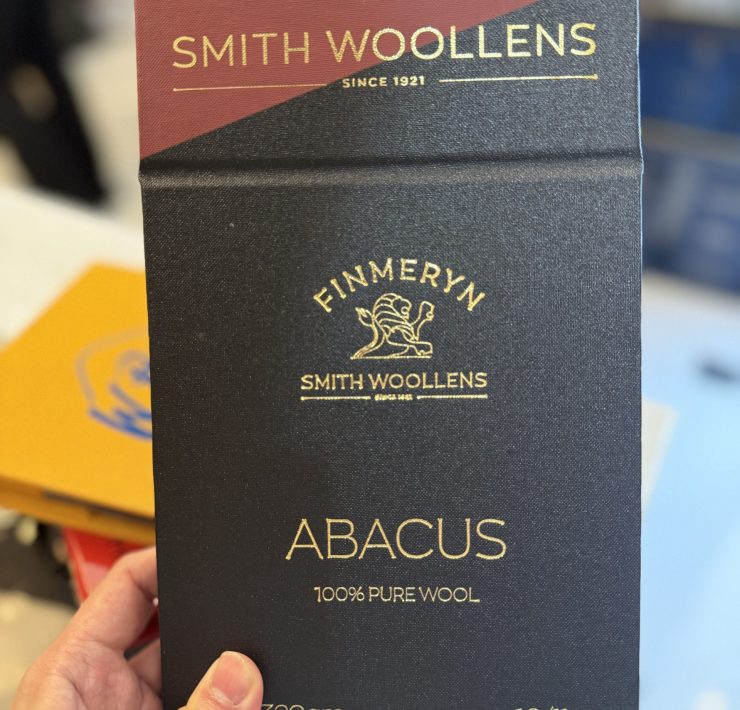 SMITH WOOLLENS
SINCE 1921
FINMERYN
SMITH WOOLLENS
ABACUS
100% PURE WOOL